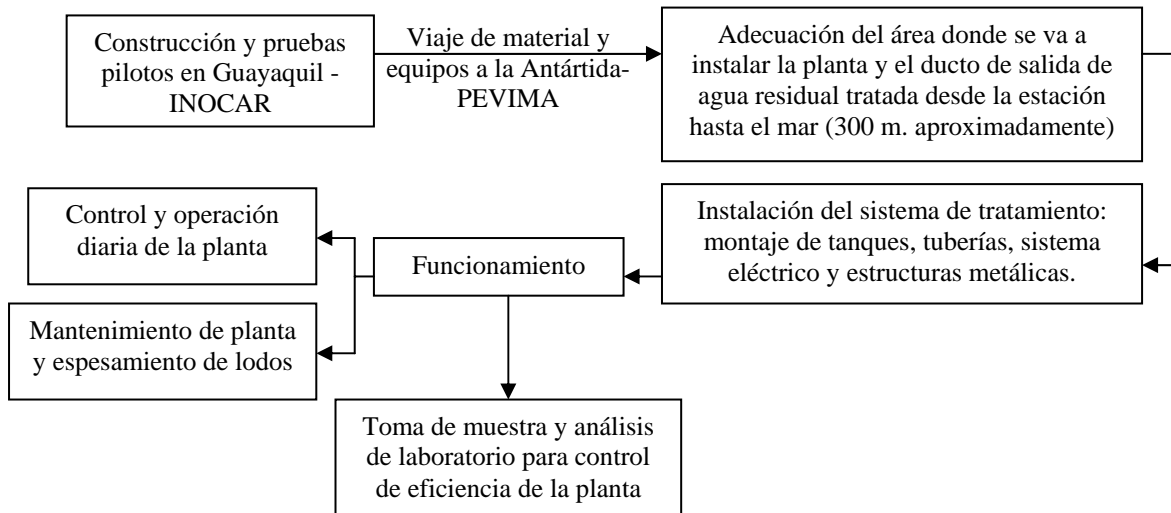 Construcción y pruebas
pilotos en Guayaquil -
INOCAR
Viaje de material y
equipos a la Antártida-
PEVIMA
Adecuación del área donde se va a
instalar la planta y el ducto de salida de
agua residual tratada desde la estación
hasta el mar (300 m. aproximadamente)
Instalación del sistema de tratamiento:
montaje de tanques, tuberías, sistema
eléctrico y estructuras metálicas.
Funcionamiento
Control y operación
diaria de la planta
Mantenimiento de planta
y espesamiento de lodos
Toma de muestra y análisis
de laboratorio para control
de eficiencia de la planta